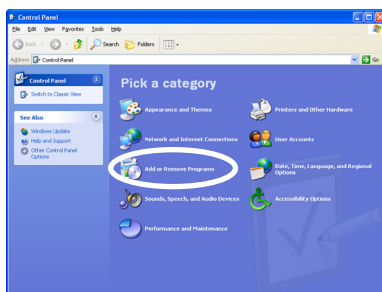 Control Panel
File Edit View Favorites Tools Help
Back Search Folders
Address Control Panel Go
Control Panel
Switch to Classic View
See Also
Windows Update
Help and Support
Other Control Panel
Options
Pick a category
Appearance and Themes
Printers and Other Hardware
Network and Internet Connections
User Accounts
Add or Remove Programs
Date, Time, Language, and Regional
Options
Sounds, Speech, and Audio Devices
Accessibility Options
Performance and Maintenance